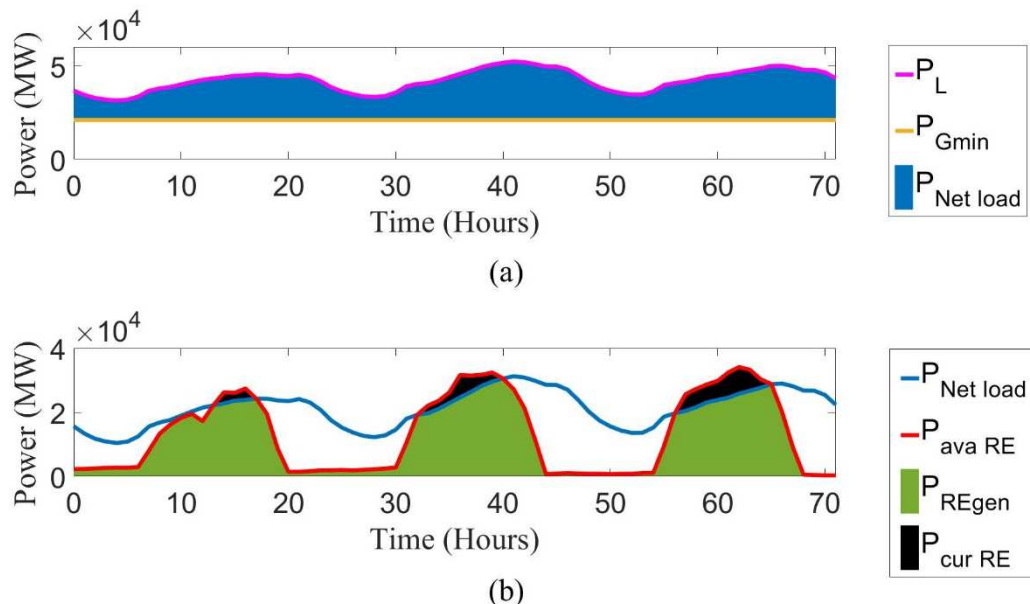 ×10⁴
Power (MW)
5
0
0 10 20 30 40 50 60 70
Time (Hours)
P_L
P_Gmin
P_Net load
(a)
×10⁴
Power (MW)
4
2
0
0 10 20 30 40 50 60 70
Time (Hours)
P_Net load
P_ava RE
P_REgen
P_cur RE
(b)